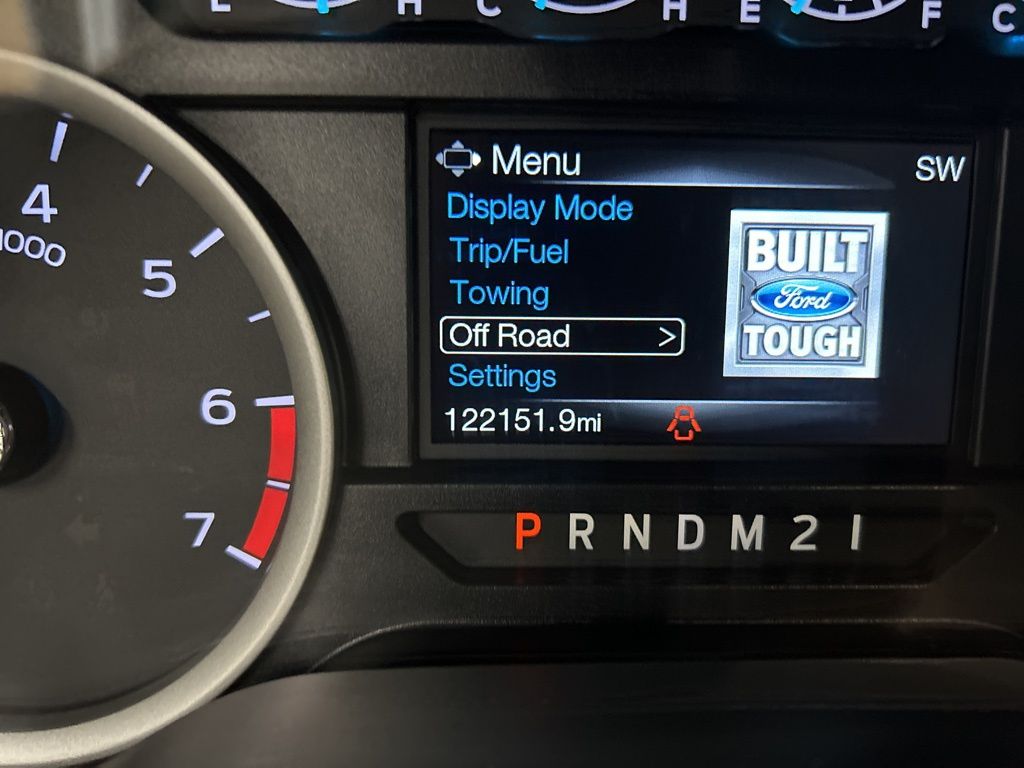 L H C H E F C
4
1000
5
6
7
Menu
SW
Display Mode
Trip/Fuel
Towing
Off Road >
Settings
122151.9mi
BUILT
Ford
TOUGH
P R N D M 2 1